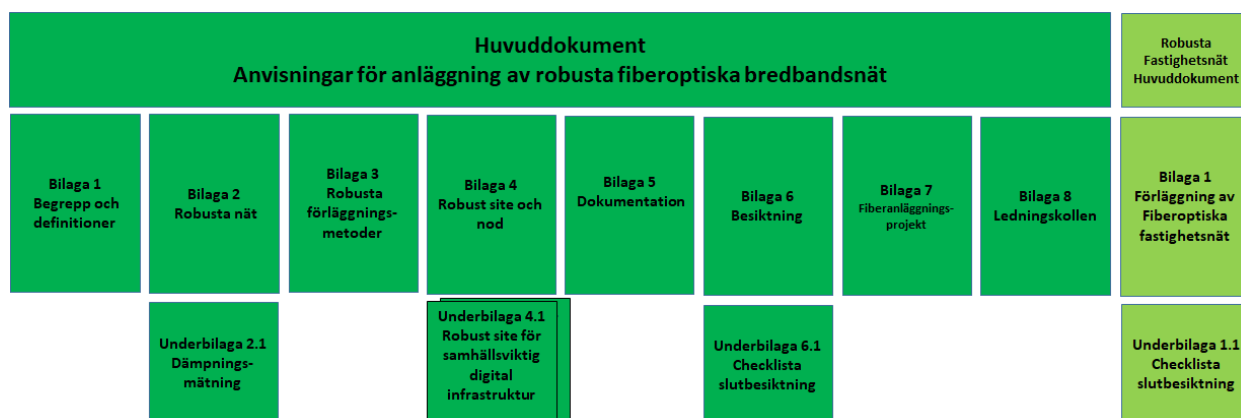 Huvuddokument
Anvisningar för anläggning av robusta fiberoptiska bredbandsnät
Robusta
Fastighetsnät
Huvuddokument
Bilaga 1
Begrepp och
definitioner
Bilaga 2
Robusta nät
Bilaga 3
Robusta
förläggnings-
metoder
Bilaga 4
Robust site och
nod
Bilaga 5
Dokumentation
Bilaga 6
Besiktning
Bilaga 7
Fiberanläggnings-
projekt
Bilaga 8
Ledningskollen
Bilaga 1
Förläggning av
Fiberoptiska
fastighetsnät
Underbilaga 2.1
Dämpnings-
mätning
Underbilaga 4.1
Robust site för
samhällsviktig
digital
infrastruktur
Underbilaga 6.1
Checklista
slutbesiktning
Underbilaga 1.1
Checklista
slutbesiktning